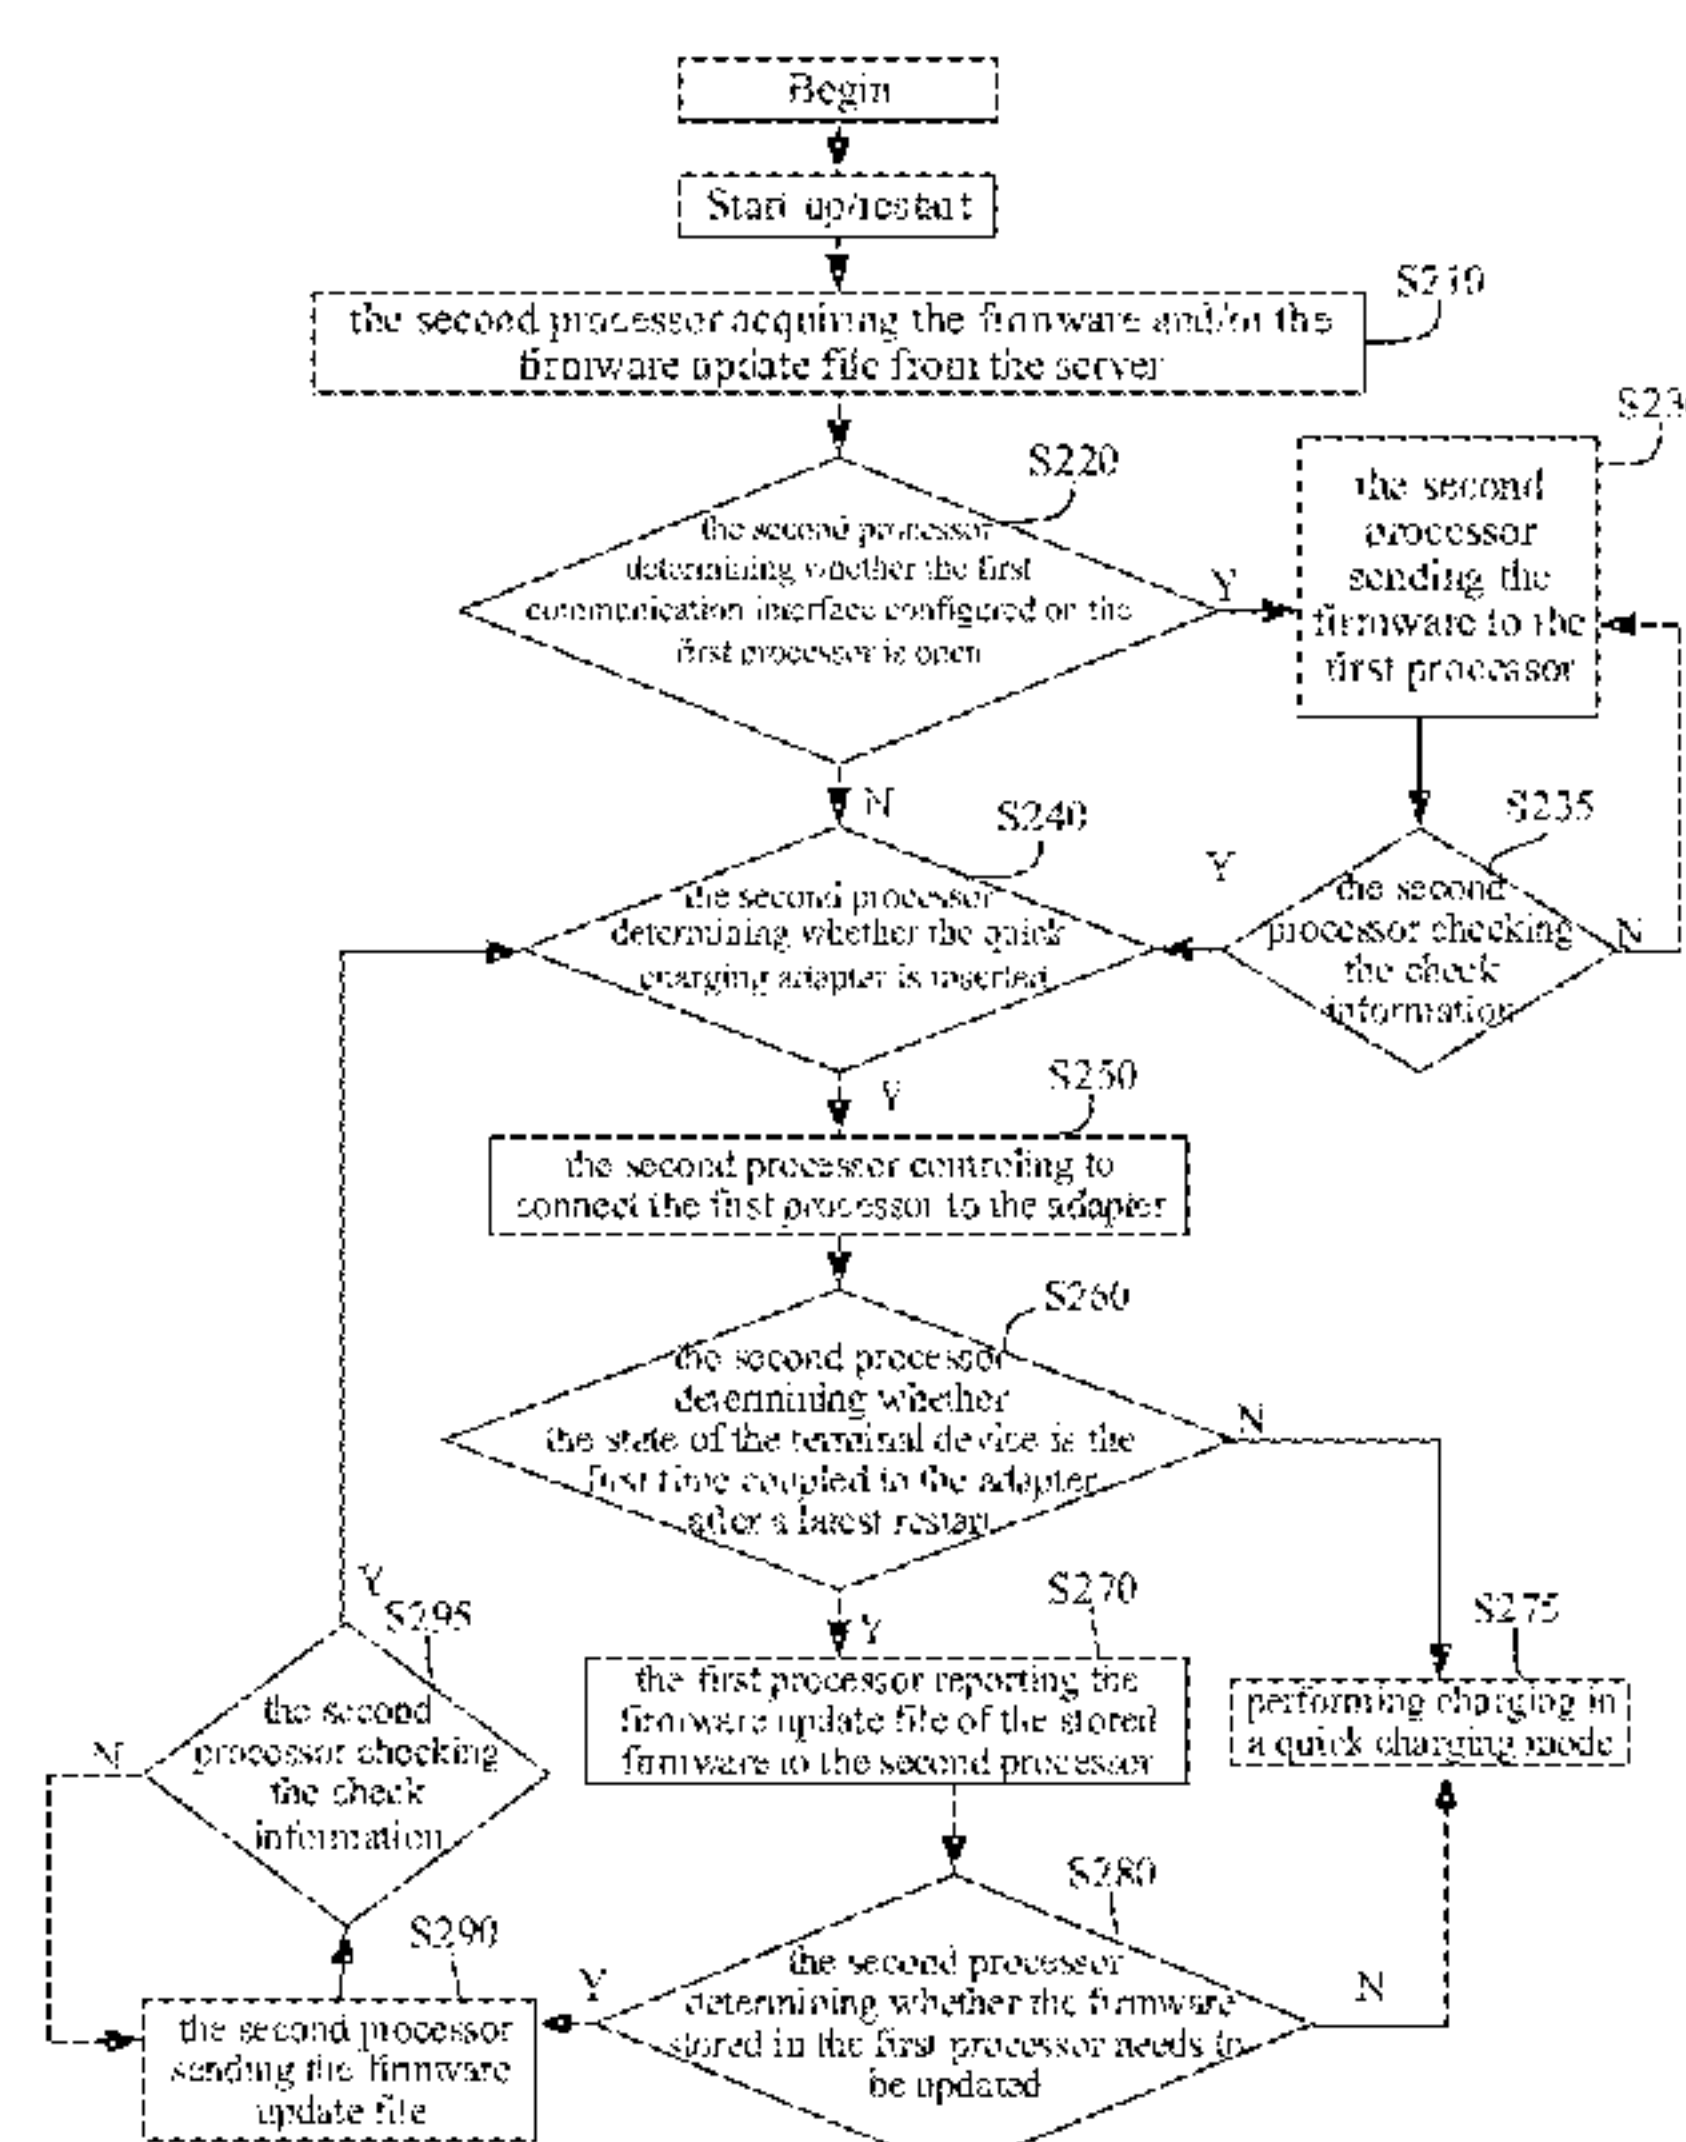 Begin
Start up/restart
S210
the second processor acquiring the firmware and/or the
firmware update file from the server
S23
S220
the second processor
determining whether the first
communication interface configured on the
first processor is open
Y
the second
processor
sending the
firmware to the
first processor
N
S240
S235
Y
the second processor
determining whether the quick
charging adapter is inserted
the second
processor checking
the check
information
N
Y
S250
the second processor controling to
connect the first processor to the adapter
S260
the second processor
determining whether
the state of the terminal device is the
first time coupled to the adapter
after a latest restart
N
Y
S270
S275
Y
S295
the first processor reporting the
firmware update file of the stored
firmware to the second processor
performing charging in
a quick charging mode
the second
processor checking
the check
information
N
S280
S290
the second processor
determining whether the firmware
stored in the first processor needs to
be updated
Y
N
the second processor
sending the firmware
update file